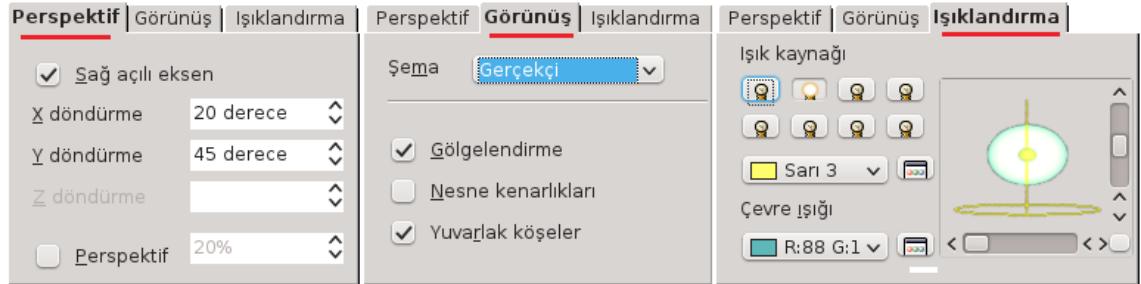 Perspektif Görünüş Işıklandırma
Sağ açılı eksen
X döndürme 20 derece
Y döndürme 45 derece
Z döndürme
Perspektif 20%
Perspektif Görünüş Işıklandırma
Şema Gerçekçi
Gölgelendirme
Nesne kenarlıkları
Yuvarlak köşeler
Perspektif Görünüş Işıklandırma
Işık kaynağı
Sarı 3
Çevre ışığı
R:88 G:1